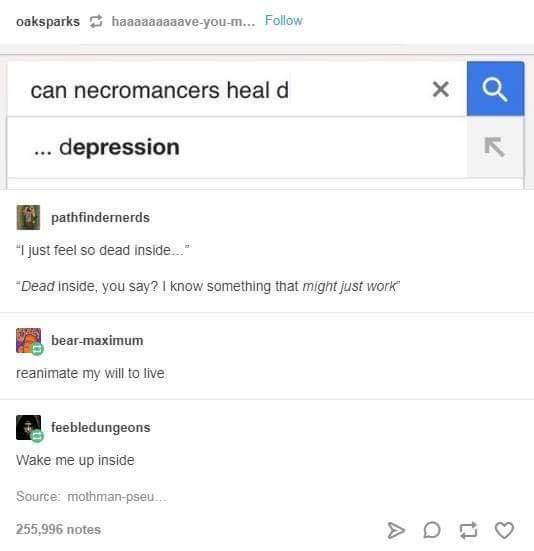 oaksparks haaaaaaaaave-you-m... Follow
can necromancers heal d
... depression
pathfindernerds
“I just feel so dead inside…”
“Dead inside, you say? I know something that might just work”
bear-maximum
reanimate my will to live
feebledungeons
Wake me up inside
Source: mothman-pseu…
255,996 notes